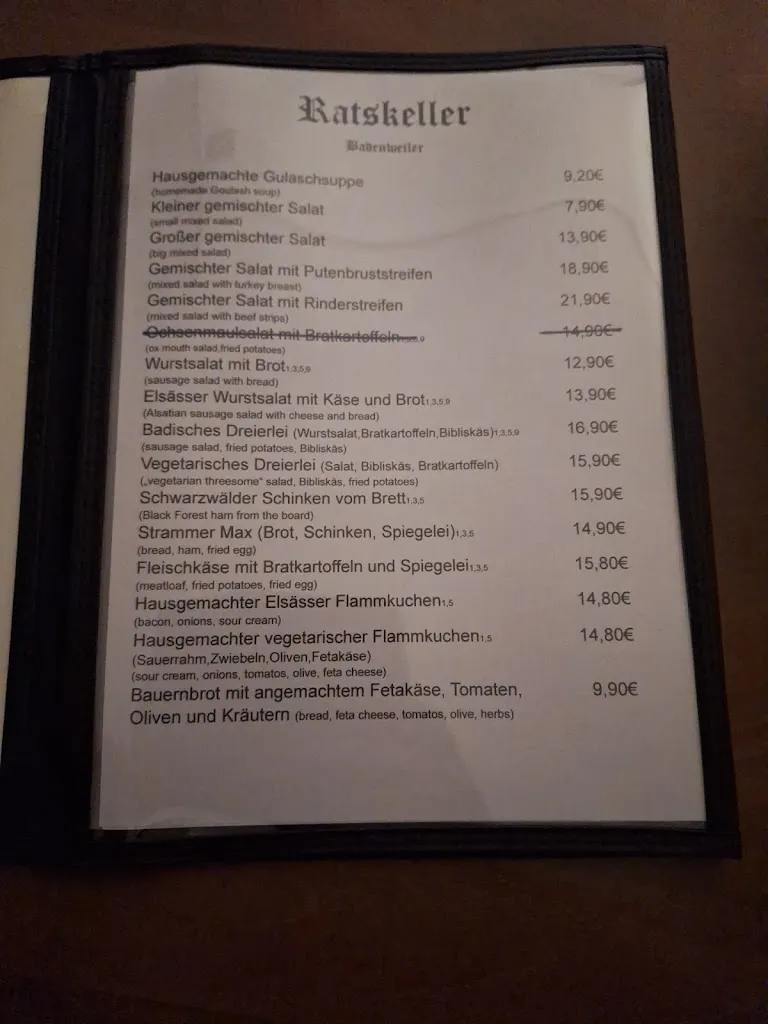 Ratskeller
Badenweiler
Hausgemachte Gulaschsuppe 9,20€
(homemade Goulash soup)
Kleiner gemischter Salat 7,90€
(small mixed salad)
Großer gemischter Salat 13,90€
(big mixed salad)
Gemischter Salat mit Putenbruststreifen 18,90€
(mixed salad with turkey breast)
Gemischter Salat mit Rinderstreifen 21,90€
(mixed salad with beef strips)
Ochsenmaulsalat mit Bratkartoffeln1,3,5,9 14,90€
(ox mouth salad,fried potatoes)
Wurstsalat mit Brot1,3,5,9 12,90€
(sausage salad with bread)
Elsässer Wurstsalat mit Käse und Brot1,3,5,9 13,90€
(Alsatian sausage salad with cheese and bread)
Badisches Dreierlei (Wurstsalat,Bratkartoffeln,Bibliskäs)1,3,5,9 16,90€
(sausage salad, fried potatoes, Bibliskäs)
Vegetarisches Dreierlei (Salat, Bibliskäs, Bratkartoffeln) 15,90€
(„vegetarian threesome“ salad, Bibliskäs, fried potatoes)
Schwarzwälder Schinken vom Brett1,3,5 15,90€
(Black Forest ham from the board)
Strammer Max (Brot, Schinken, Spiegelei)1,3,5 14,90€
(bread, ham, fried egg)
Fleischkäse mit Bratkartoffeln und Spiegelei1,3,5 15,80€
(meatloaf, fried potatoes, fried egg)
Hausgemachter Elsässer Flammkuchen1,5 14,80€
(bacon, onions, sour cream)
Hausgemachter vegetarischer Flammkuchen1,5 14,80€
(Sauerrahm,Zwiebeln,Oliven,Fetakäse)
(sour cream, onions, tomatos, olive, feta cheese)
Bauernbrot mit angemachtem Fetakäse, Tomaten, 9,90€
Oliven und Kräutern (bread, feta cheese, tomatos, olive, herbs)